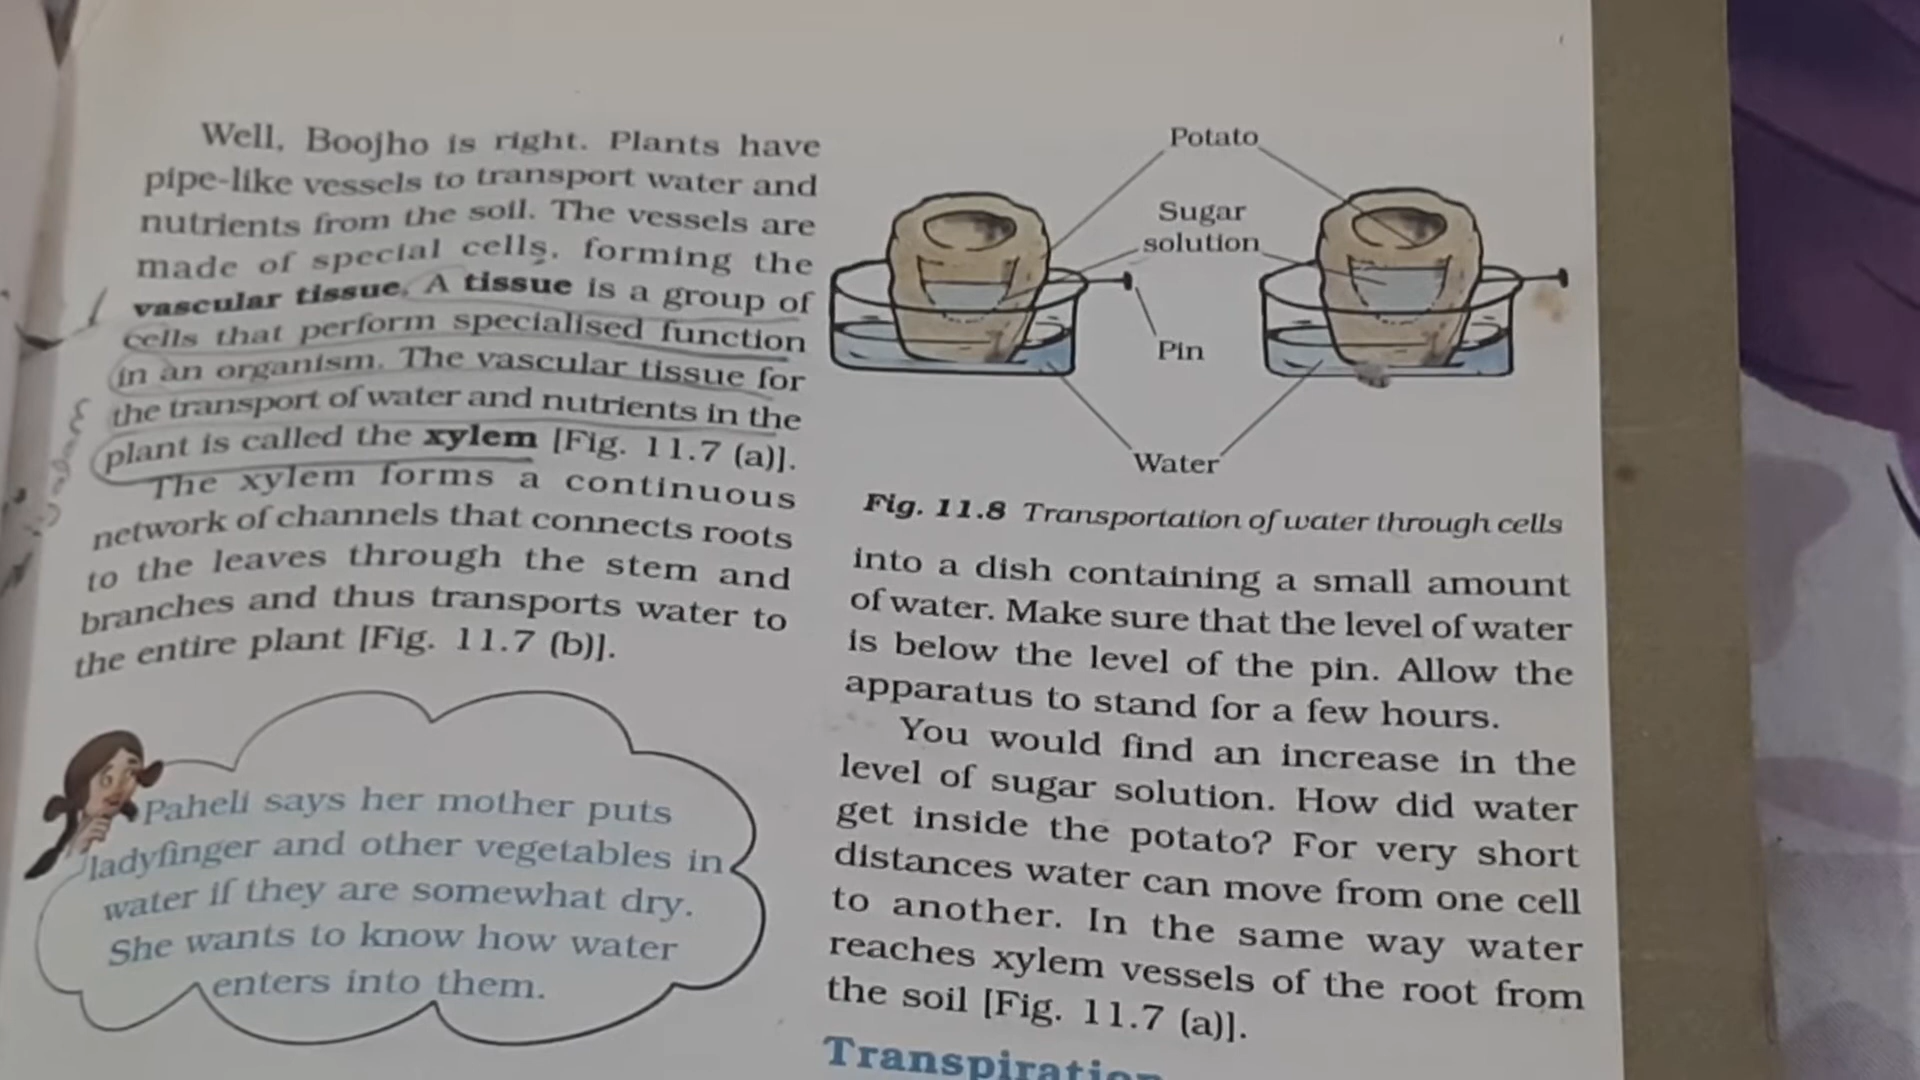 Well, Boojho is right. Plants have
pipe-like vessels to transport water and
nutrients from the soil. The vessels are
made of special cells, forming the
vascular tissue. A tissue is a group of
cells that perform specialised function
in an organism. The vascular tissue for
the transport of water and nutrients in the
plant is called the xylem [Fig. 11.7 (a)].
The xylem forms a continuous
network of channels that connects roots
to the leaves through the stem and
branches and thus transports water to
the entire plant [Fig. 11.7 (b)].
Paheli says her mother puts
ladyfinger and other vegetables in
water if they are somewhat dry.
She wants to know how water
enters into them.
Potato
Sugar
solution
Pin
Water
Fig. 11.8 Transportation of water through cells
into a dish containing a small amount
of water. Make sure that the level of water
is below the level of the pin. Allow the
apparatus to stand for a few hours.
You would find an increase in the
level of sugar solution. How did water
get inside the potato? For very short
distances water can move from one cell
to another. In the same way water
reaches xylem vessels of the root from
the soil [Fig. 11.7 (a)].
Transpiration